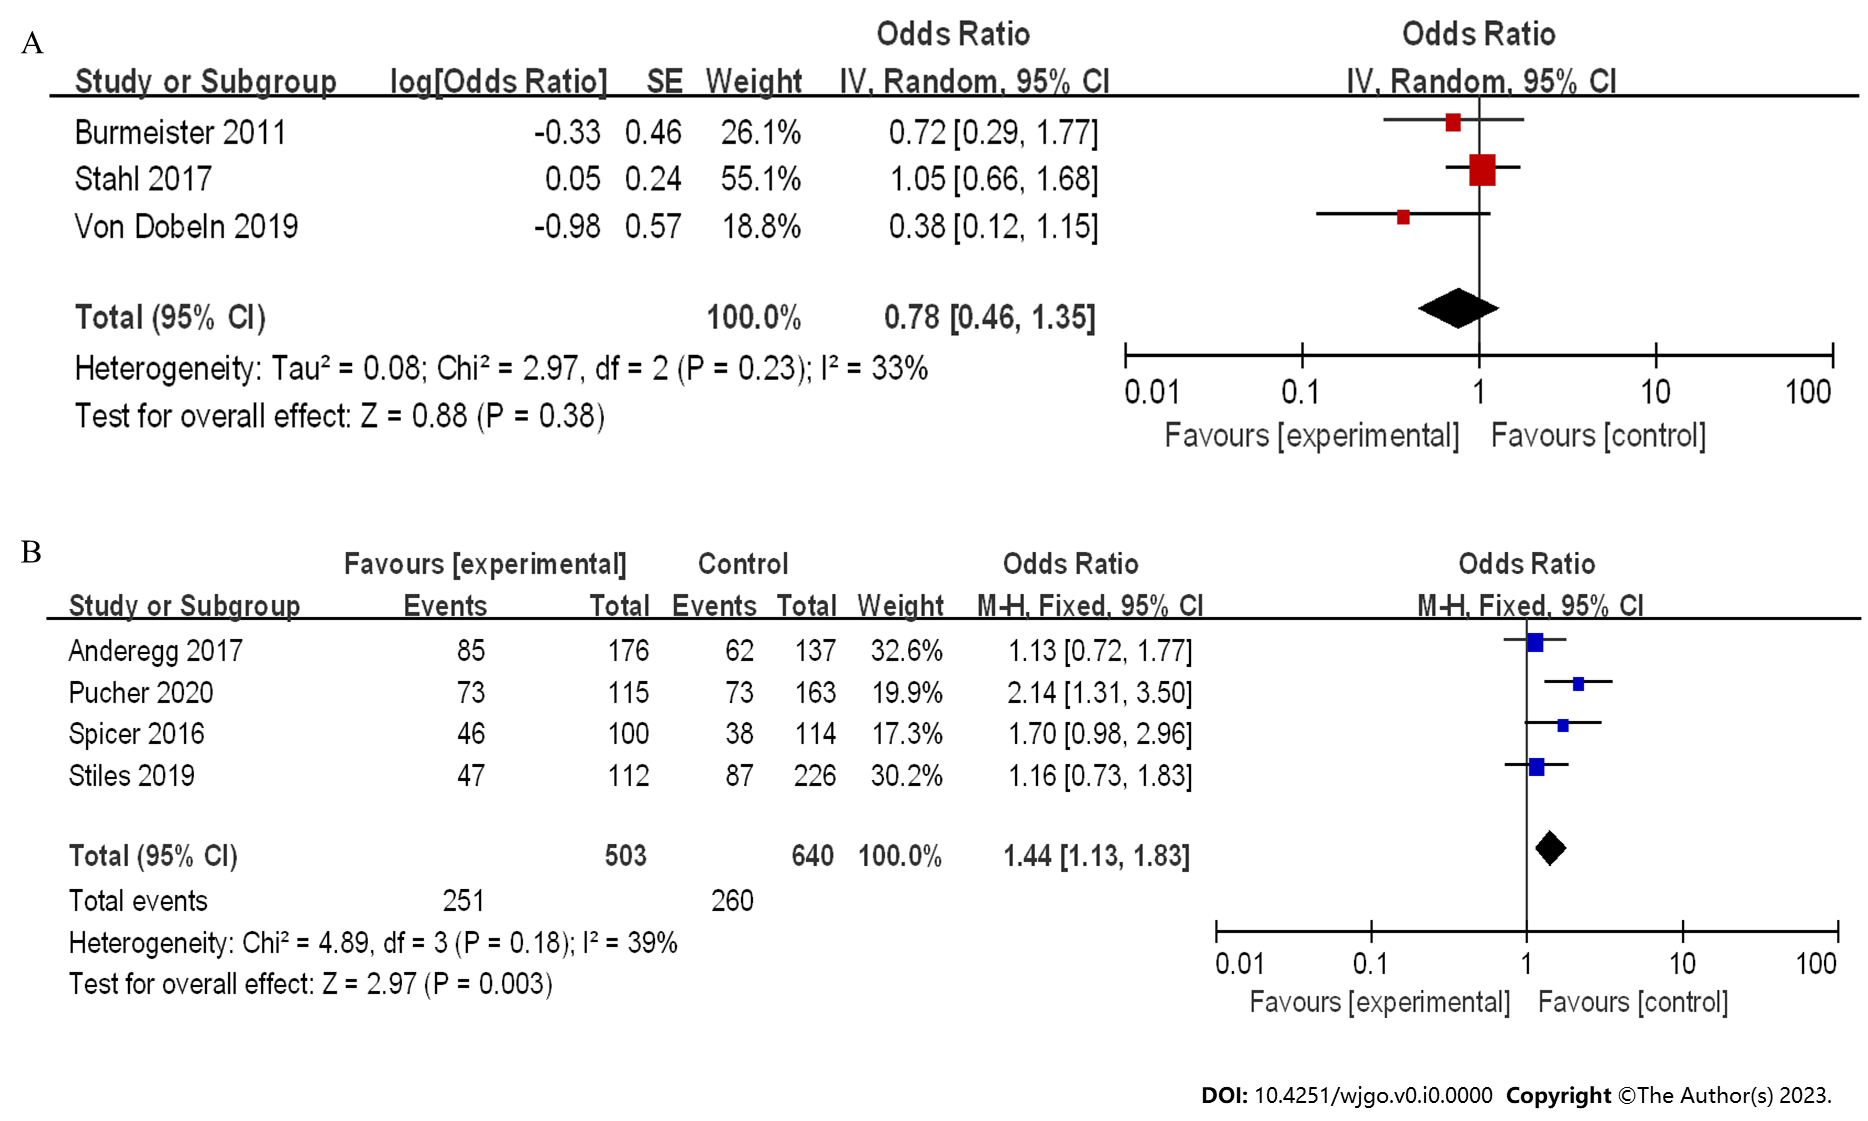 A
Odds Ratio Odds Ratio
Study or Subgroup log[Odds Ratio] SE Weight IV, Random, 95% CI IV, Random, 95% CI
Burmeister 2011 -0.33 0.46 26.1% 0.72 [0.29, 1.77]
Stahl 2017 0.05 0.24 55.1% 1.05 [0.66, 1.68]
Von Dobeln 2019 -0.98 0.57 18.8% 0.38 [0.12, 1.15]
Total (95% CI) 100.0% 0.78 [0.46, 1.35]
Heterogeneity: Tau² = 0.08; Chi² = 2.97, df = 2 (P = 0.23); I² = 33%
Test for overall effect: Z = 0.88 (P = 0.38)
0.01 0.1 1 10 100
Favours [experimental] Favours [control]
B
Favours [experimental] Control Odds Ratio Odds Ratio
Study or Subgroup Events Total Events Total Weight M-H, Fixed, 95% CI M-H, Fixed, 95% CI
Anderegg 2017 85 176 62 137 32.6% 1.13 [0.72, 1.77]
Pucher 2020 73 115 73 163 19.9% 2.14 [1.31, 3.50]
Spicer 2016 46 100 38 114 17.3% 1.70 [0.98, 2.96]
Stiles 2019 47 112 87 226 30.2% 1.16 [0.73, 1.83]
Total (95% CI) 503 640 100.0% 1.44 [1.13, 1.83]
Total events 251 260
Heterogeneity: Chi² = 4.89, df = 3 (P = 0.18); I² = 39%
Test for overall effect: Z = 2.97 (P = 0.003)
0.01 0.1 1 10 100
Favours [experimental] Favours [control]
DOI: 10.4251/wjgo.v0.i0.0000 Copyright ©The Author(s) 2023.